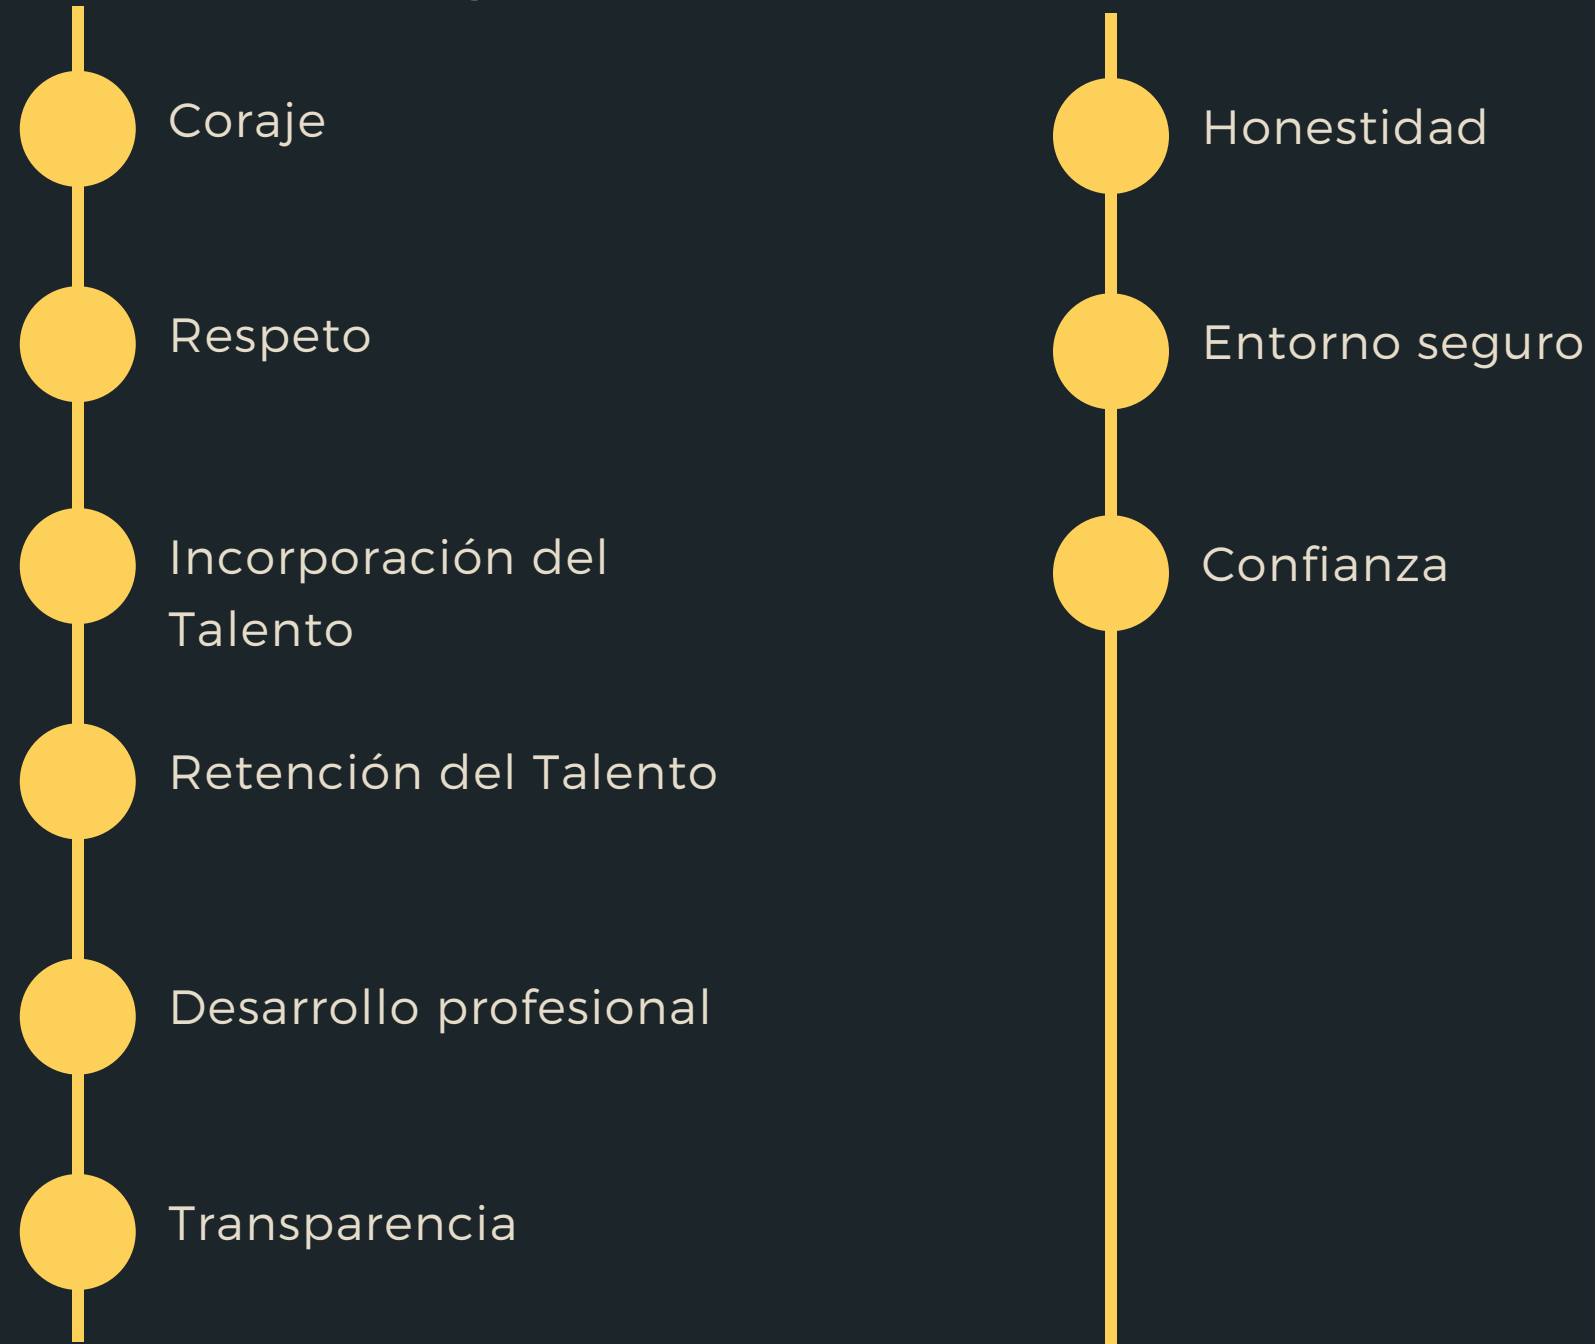 Coraje
Respeto
Incorporación del
Talento
Retención del Talento
Desarrollo profesional
Transparencia
Honestidad
Entorno seguro
Confianza